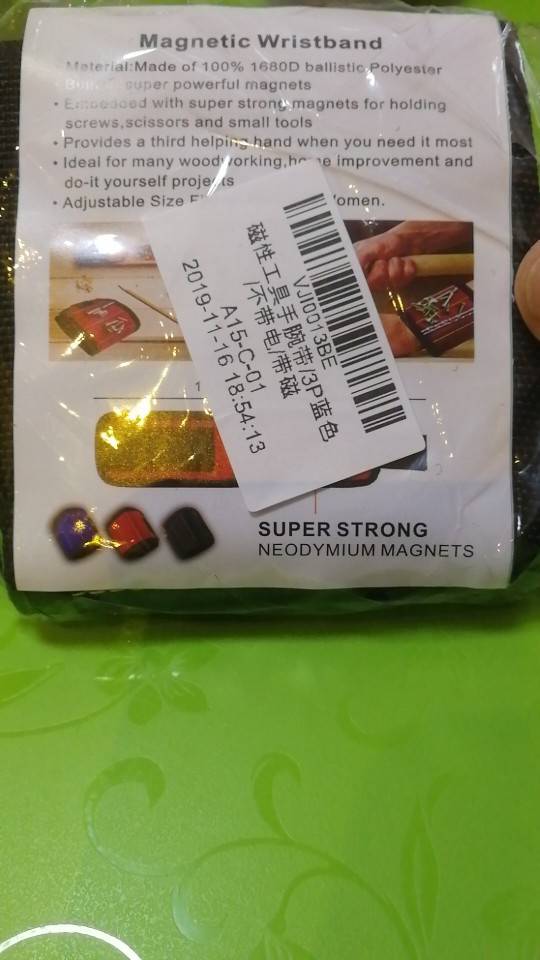 Magnetic Wristband
Material:Made of 100% 1680D ballistic Polyester
super powerful magnets
• Embedded with super strong magnets for holding
screws,scissors and small tools
• Provides a third helping hand when you need it most
• Ideal for many woodworking,home improvement and
do-it yourself projects
• Adjustable Size
VJI0013BE
磁性工具手腕带/3P蓝色
/不带电/带磁
A15-C-01
2019-11-16 18:54:13
SUPER STRONG
NEODYMIUM MAGNETS